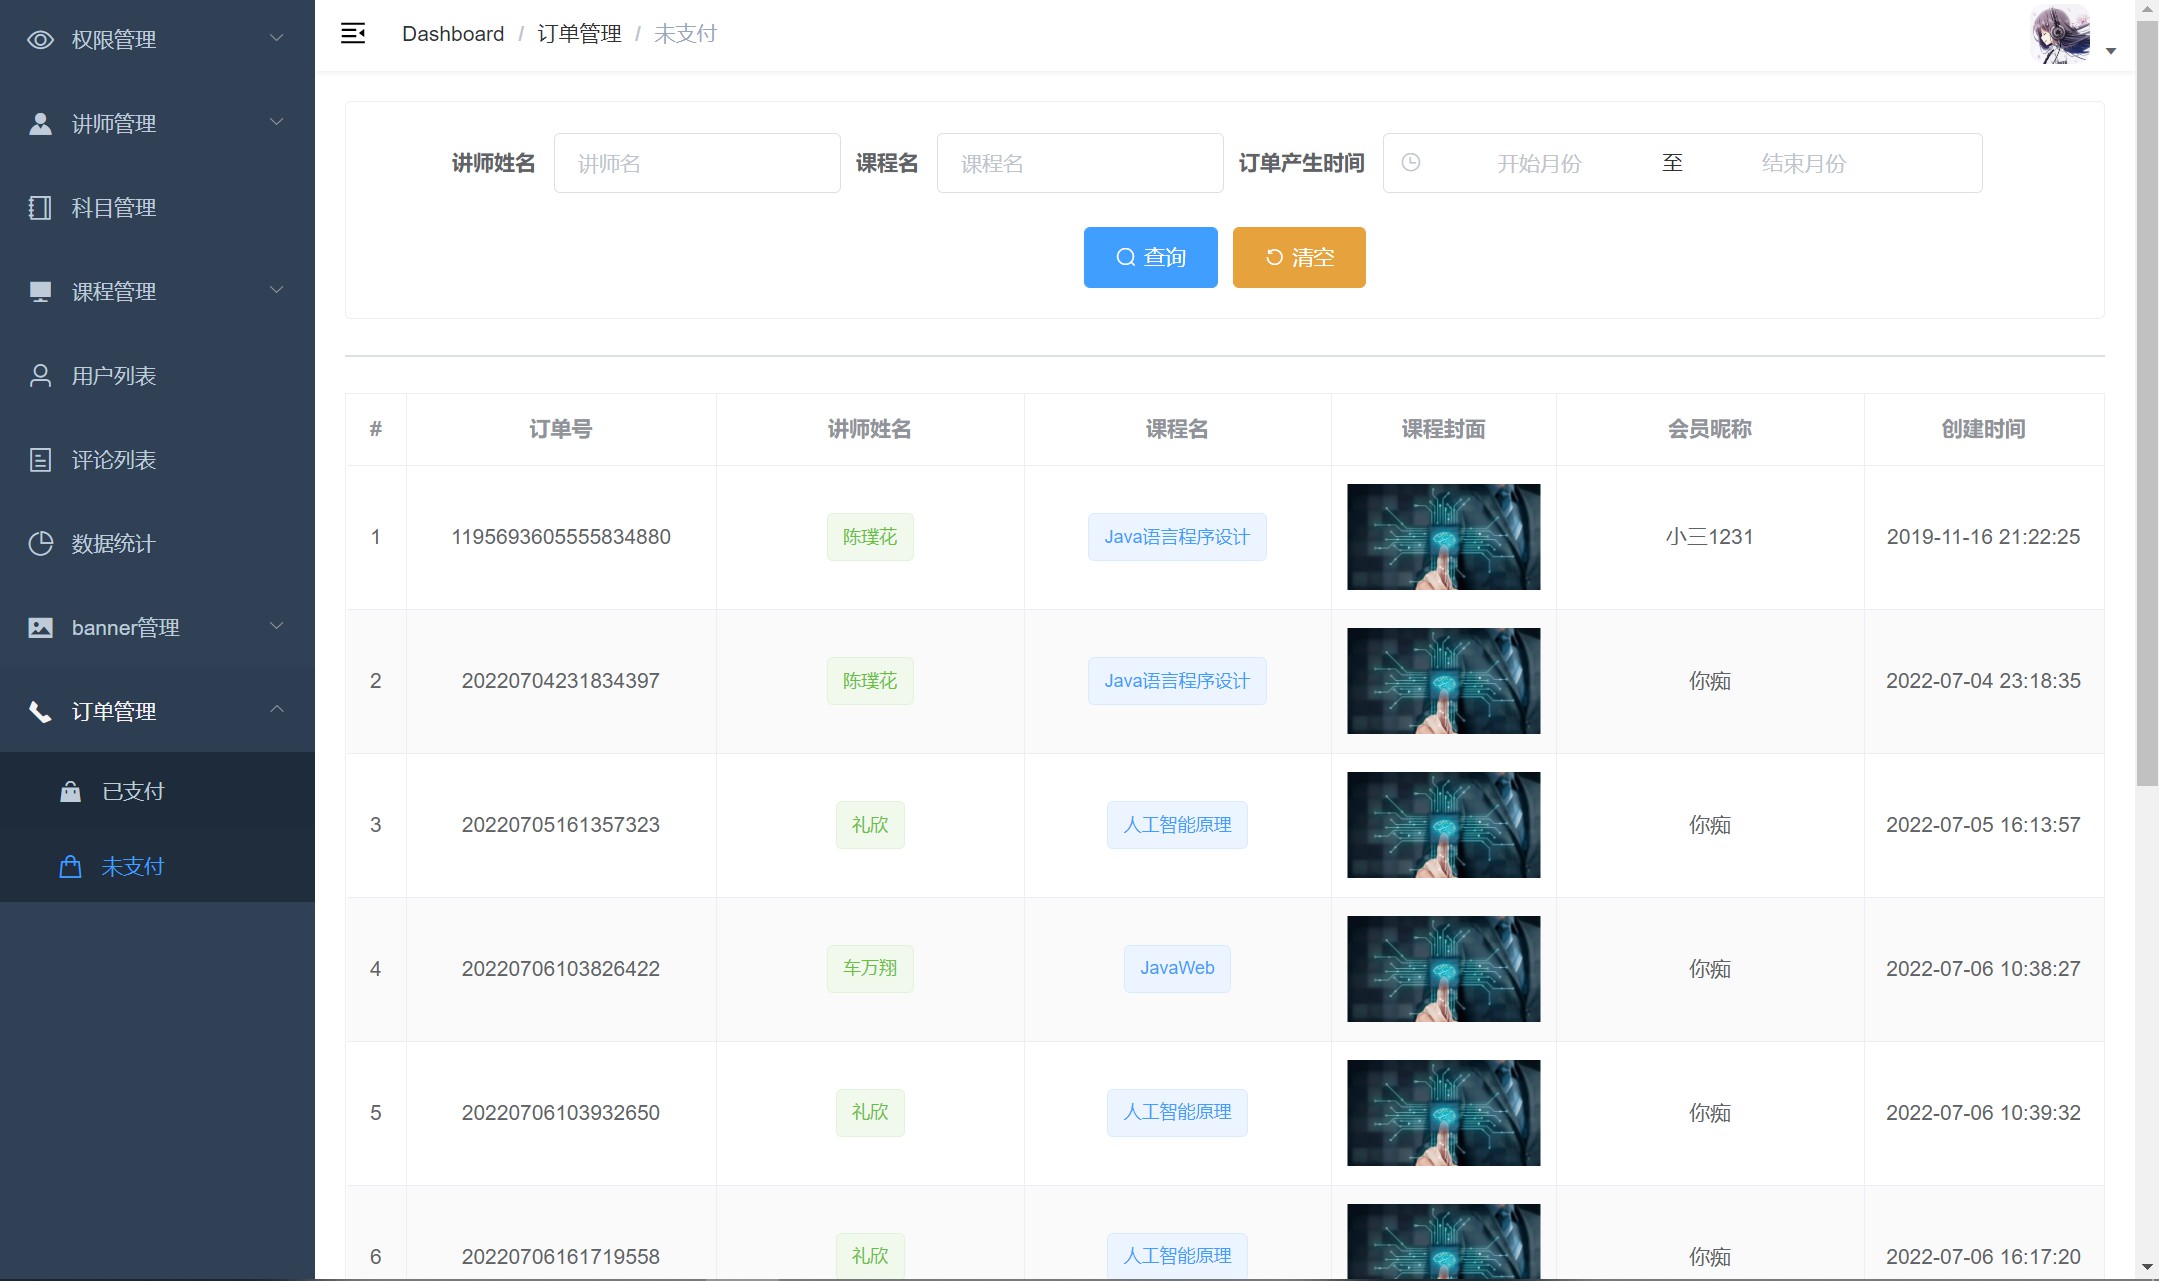 权限管理
讲师管理
科目管理
课程管理
用户列表
评论列表
数据统计
banner管理
订单管理
已支付
未支付
Dashboard / 订单管理 / 未支付
讲师姓名 讲师名 课程名 课程名 订单产生时间 开始月份 至 结束月份
查询 清空
# 订单号 讲师姓名 课程名 课程封面 会员昵称 创建时间
1 1195693605555834880 陈璞花 Java语言程序设计 小三1231 2019-11-16 21:22:25
2 20220704231834397 陈璞花 Java语言程序设计 你痴 2022-07-04 23:18:35
3 20220705161357323 礼欣 人工智能原理 你痴 2022-07-05 16:13:57
4 20220706103826422 车万翔 JavaWeb 你痴 2022-07-06 10:38:27
5 20220706103932650 礼欣 人工智能原理 你痴 2022-07-06 10:39:32
6 20220706161719558 礼欣 人工智能原理 你痴 2022-07-06 16:17:20